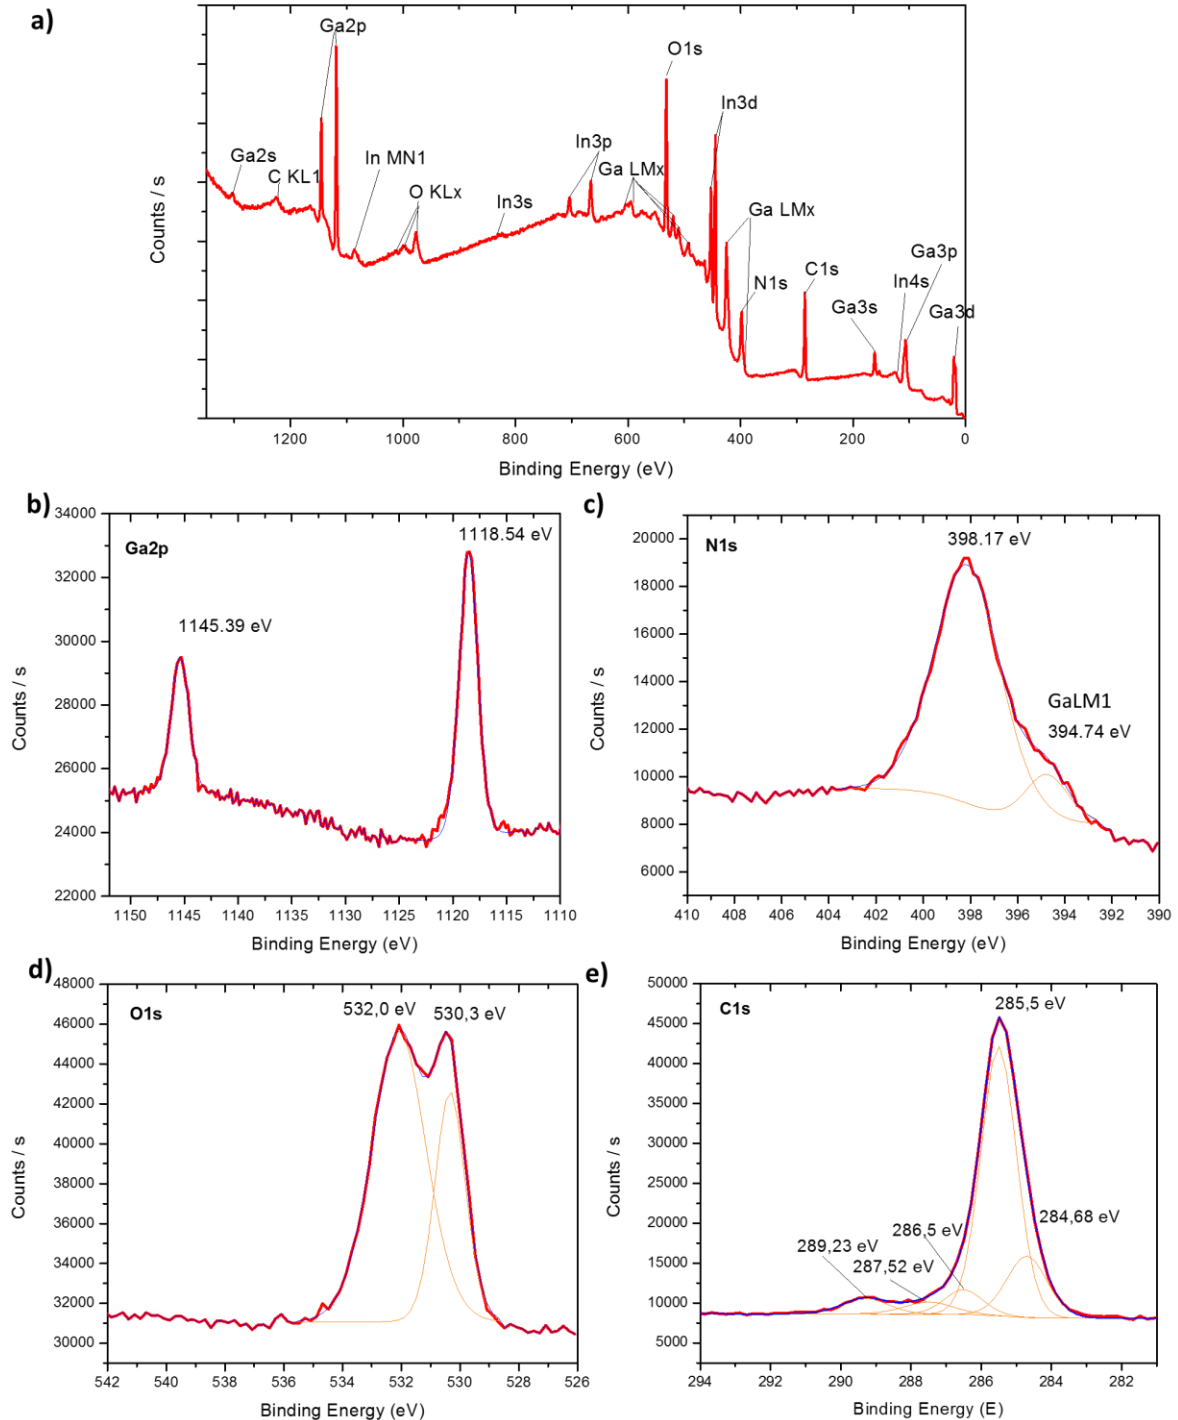 a)
Ga2p
O1s
In3d
In3p
Ga LMx
Ga2s
C KL1
In MN1
O KLx
In3s
Ga LMx
N1s
C1s
Ga3s
In4s
Ga3p
Ga3d
Counts / s
1200
1000
800
600
400
200
0
Binding Energy (eV)
b)
Ga2p
1118.54 eV
1145.39 eV
34000
32000
30000
28000
26000
24000
22000
Counts / s
1150 1145 1140 1135 1130 1125 1120 1115 1110
Binding Energy (eV)
c)
N1s
398.17 eV
GaLM1
394.74 eV
20000
18000
16000
14000
12000
10000
8000
6000
Counts / s
410 408 406 404 402 400 398 396 394 392 390
Binding Energy (eV)
d)
O1s
532,0 eV
530,3 eV
48000
46000
44000
42000
40000
38000
36000
34000
32000
30000
Counts / s
542 540 538 536 534 532 530 528 526
Binding Energy (eV)
e)
C1s
285,5 eV
284,68 eV
286,5 eV
289,23 eV
287,52 eV
50000
45000
40000
35000
30000
25000
20000
15000
10000
5000
Counts / s
294 292 290 288 286 284 282
Binding Energy (E)